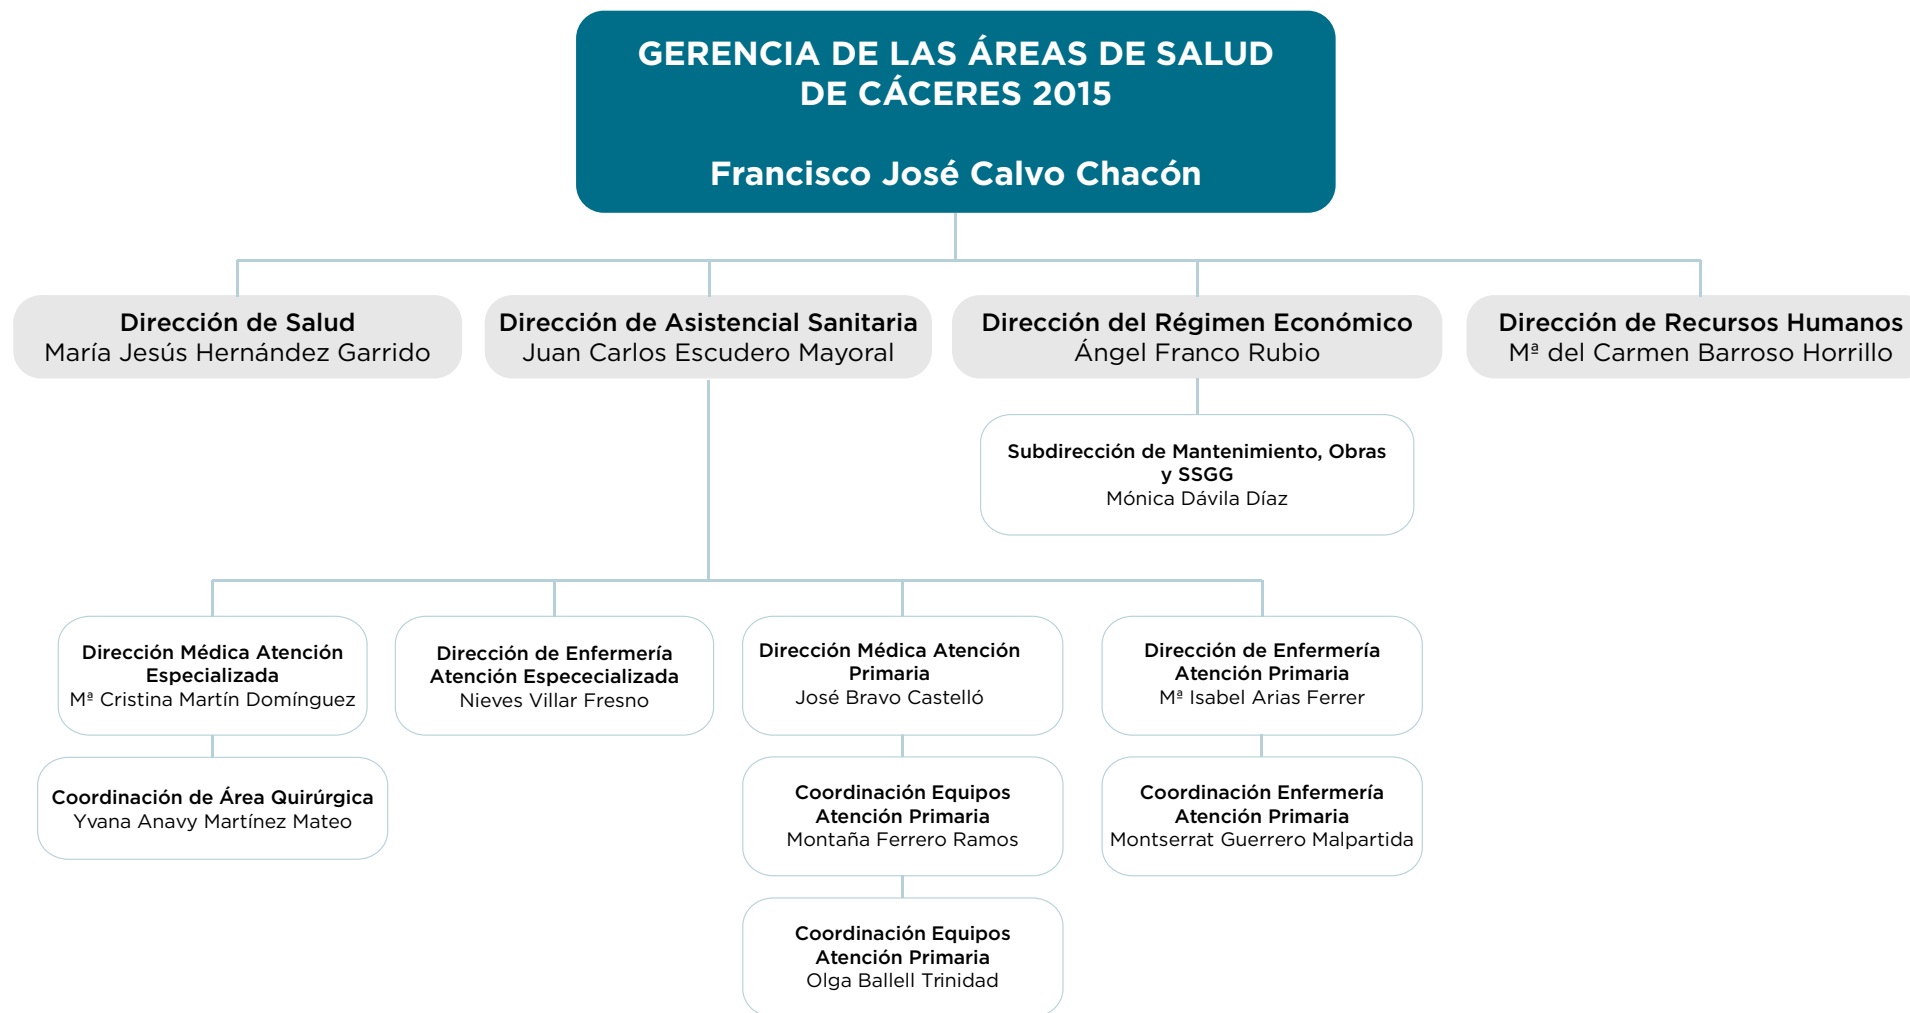 GERENCIA DE LAS ÁREAS DE SALUD
DE CÁCERES 2015
Francisco José Calvo Chacón
Dirección de Salud
María Jesús Hernández Garrido
Dirección de Asistencial Sanitaria
Juan Carlos Escudero Mayoral
Dirección del Régimen Económico
Ángel Franco Rubio
Dirección de Recursos Humanos
Mª del Carmen Barroso Horrillo
Subdirección de Mantenimiento, Obras
y SSGG
Mónica Dávila Díaz
Dirección Médica Atención
Especializada
Mª Cristina Martín Domínguez
Dirección de Enfermería
Atención Espececializada
Nieves Villar Fresno
Dirección Médica Atención
Primaria
José Bravo Castelló
Dirección de Enfermería
Atención Primaria
Mª Isabel Arias Ferrer
Coordinación de Área Quirúrgica
Yvana Anavy Martínez Mateo
Coordinación Equipos
Atención Primaria
Montaña Ferrero Ramos
Coordinación Enfermería
Atención Primaria
Montserrat Guerrero Malpartida
Coordinación Equipos
Atención Primaria
Olga Ballell Trinidad